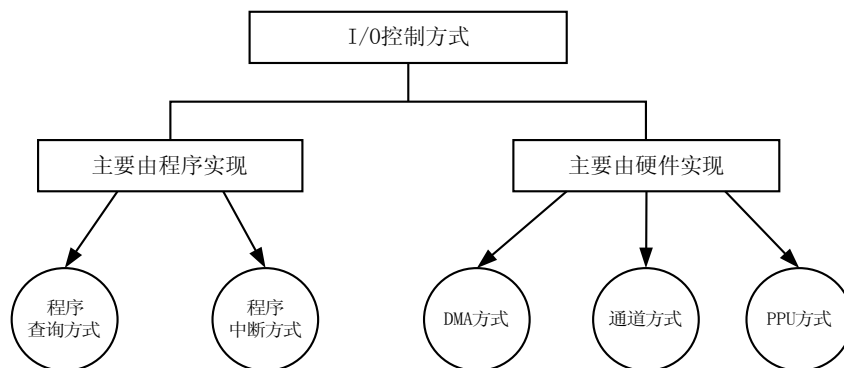 I/O控制方式
主要由程序实现
主要由硬件实现
程序
查询方式
程序
中断方式
DMA方式
通道方式
PPU方式